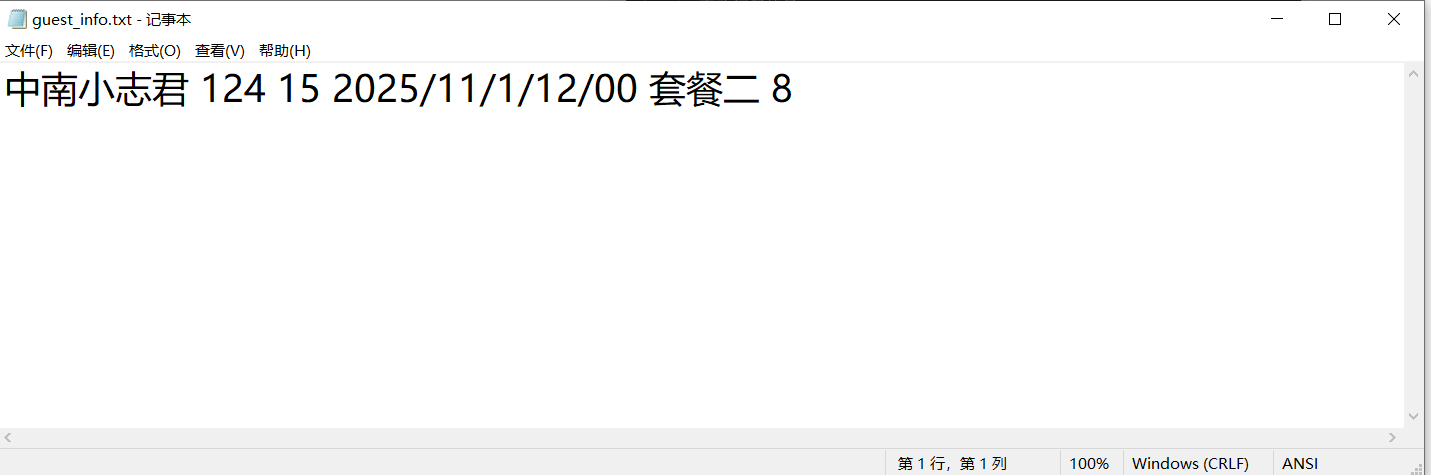 guest_info.txt - 记事本
文件(F) 编辑(E) 格式(O) 查看(V) 帮助(H)
中南小志君 124 15 2025/11/1/12/00 套餐二 8
第 1 行，第 1 列 100% Windows (CRLF) ANSI